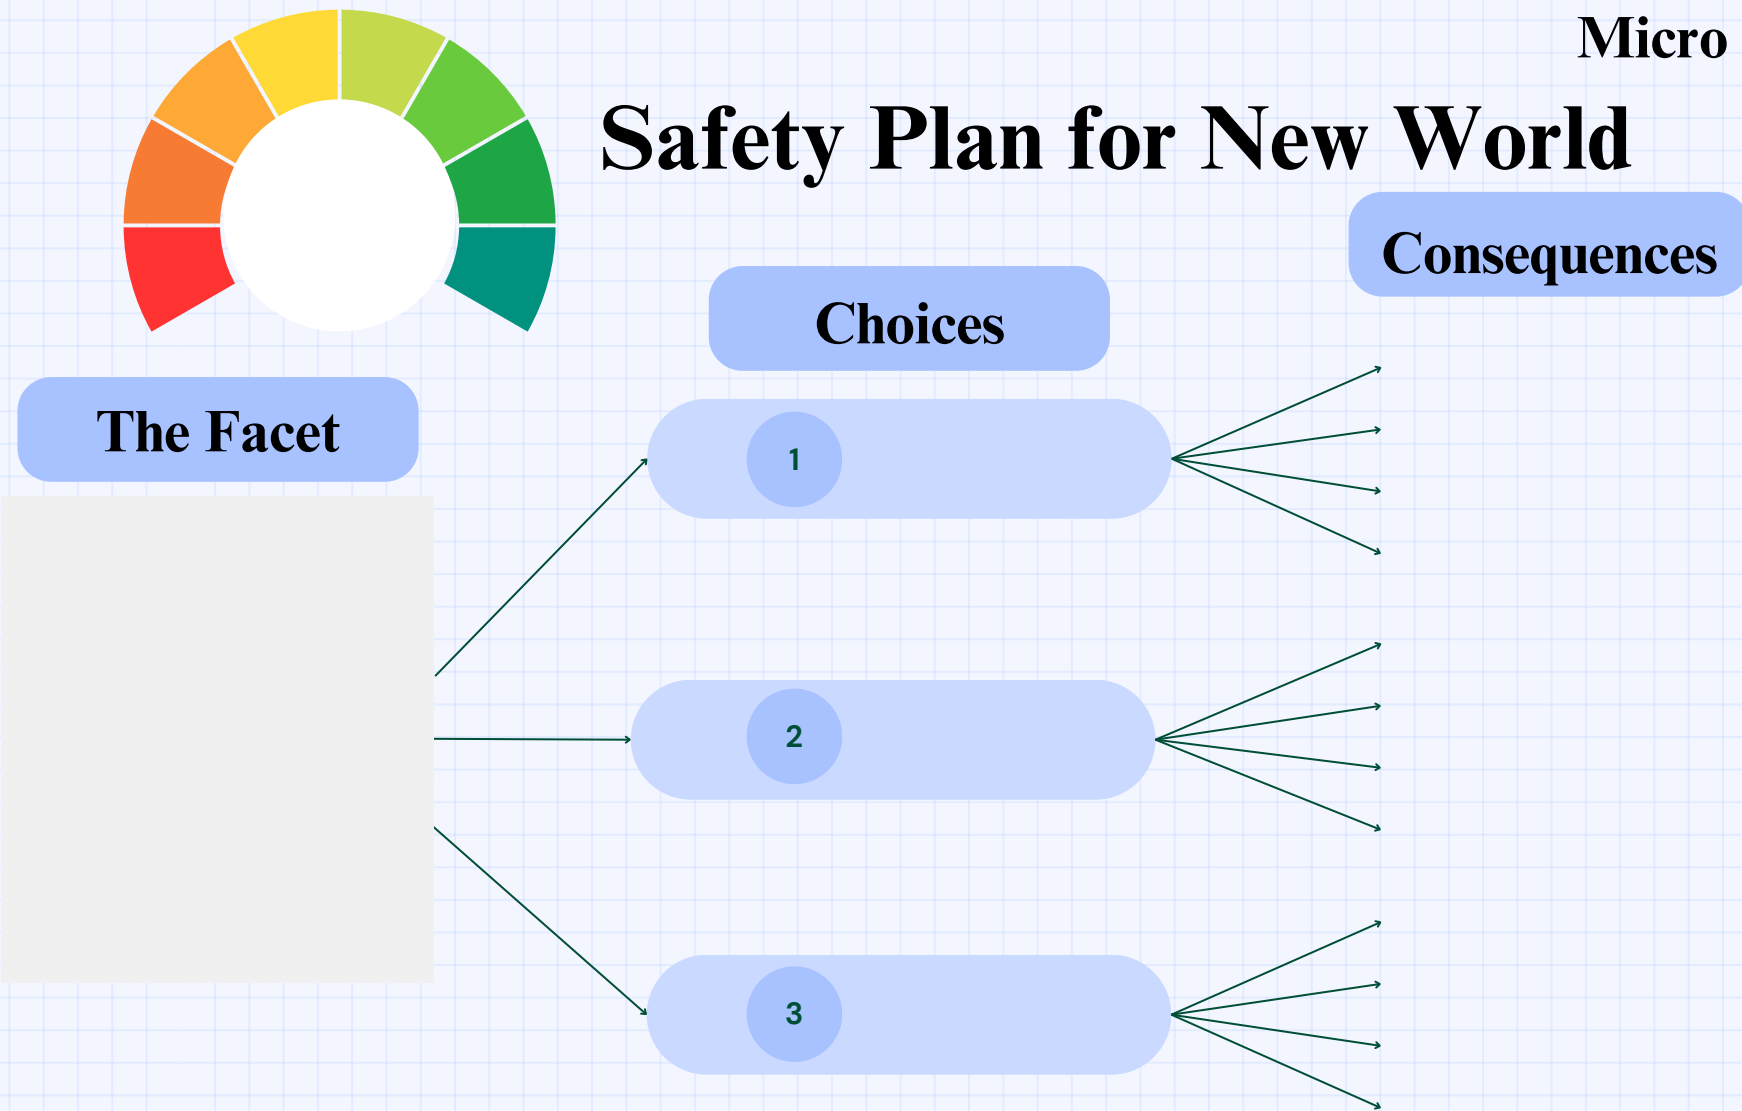 Micro
Safety Plan for New World
Consequences
Choices
The Facet
1
2
3